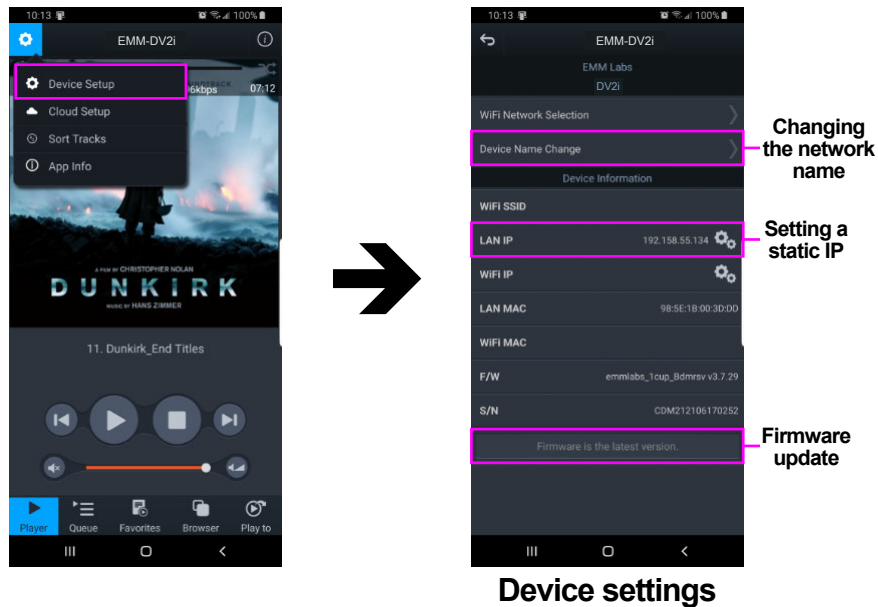 10:13 100%
EMM-DV2i
Device Setup
6kbps 07:12
Cloud Setup
Sort Tracks
App Info
A FILM BY CHRISTOPHER NOLAN
DUNKIRK
MUSIC BY HANS ZIMMER
11. Dunkirk_End Titles
Player Queue Favorites Browser Play to
10:13 100%
EMM-DV2i
EMM Labs
DV2i
WiFi Network Selection
Device Name Change
Device Information
WiFi SSID
LAN IP 192.158.55.134
WiFi IP
LAN MAC 98:5E:1B:00:3D:DD
WiFi MAC
F/W emmlabs_1cup_8dmrsv v3.7.29
S/N CDM212106170252
Firmware is the latest version.
Changing
the network
name
Setting a
static IP
Firmware
update
Device settings